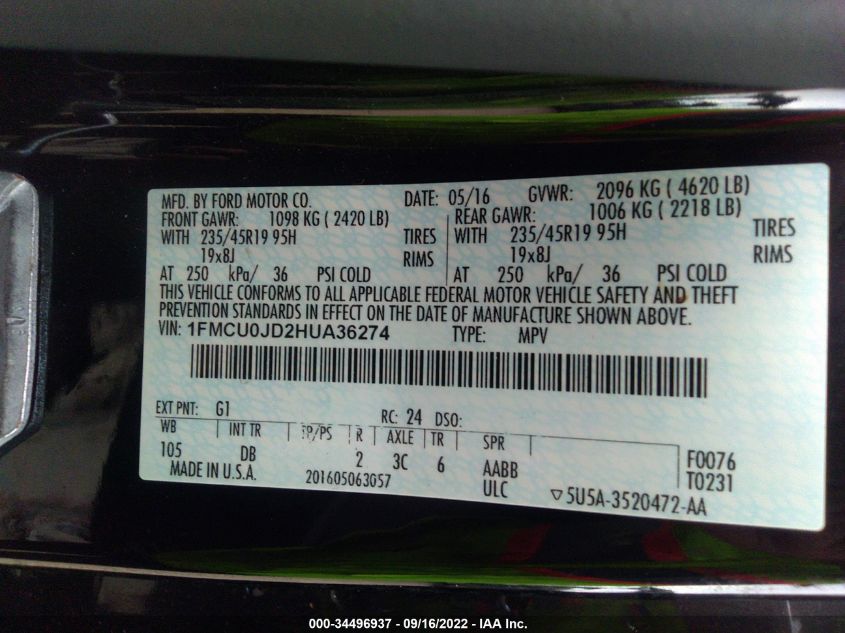 MFD. BY FORD MOTOR CO. DATE: 05/16 GVWR: 2096 KG ( 4620 LB)
FRONT GAWR: 1098 KG ( 2420 LB) REAR GAWR: 1006 KG ( 2218 LB)
WITH 235/45R19 95H TIRES WITH 235/45R19 95H TIRES
19x8J RIMS 19x8J RIMS
AT 250 kPa/ 36 PSI COLD AT 250 kPa/ 36 PSI COLD
THIS VEHICLE CONFORMS TO ALL APPLICABLE FEDERAL MOTOR VEHICLE SAFETY AND THEFT
PREVENTION STANDARDS IN EFFECT ON THE DATE OF MANUFACTURE SHOWN ABOVE.
VIN: 1FMCU0JD2HUA36274 TYPE: MPV
EXT PNT: G1 RC: 24 DSO:
WB INT TR TP/PS R AXLE TR SPR
105 DB 2 3C 6 AABB F0076
MADE IN U.S.A. 201605063057 ULC T0231
5U5A-3520472-AA
000-34496937 - 09/16/2022 - IAA Inc.